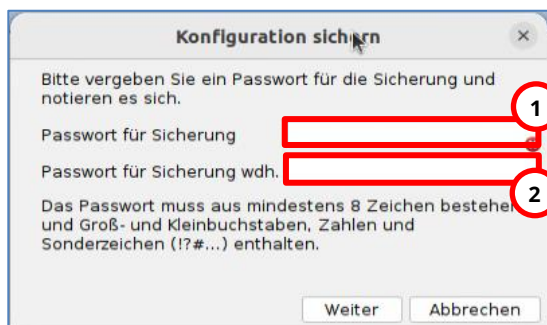 Konfiguration sichern
Bitte vergeben Sie ein Passwort für die Sicherung und
notieren es sich.
1
Passwort für Sicherung
Passwort für Sicherung wdh.
2
Das Passwort muss aus mindestens 8 Zeichen bestehen
und Groß- und Kleinbuchstaben, Zahlen und
Sonderzeichen (!?#...) enthalten.
Weiter Abbrechen